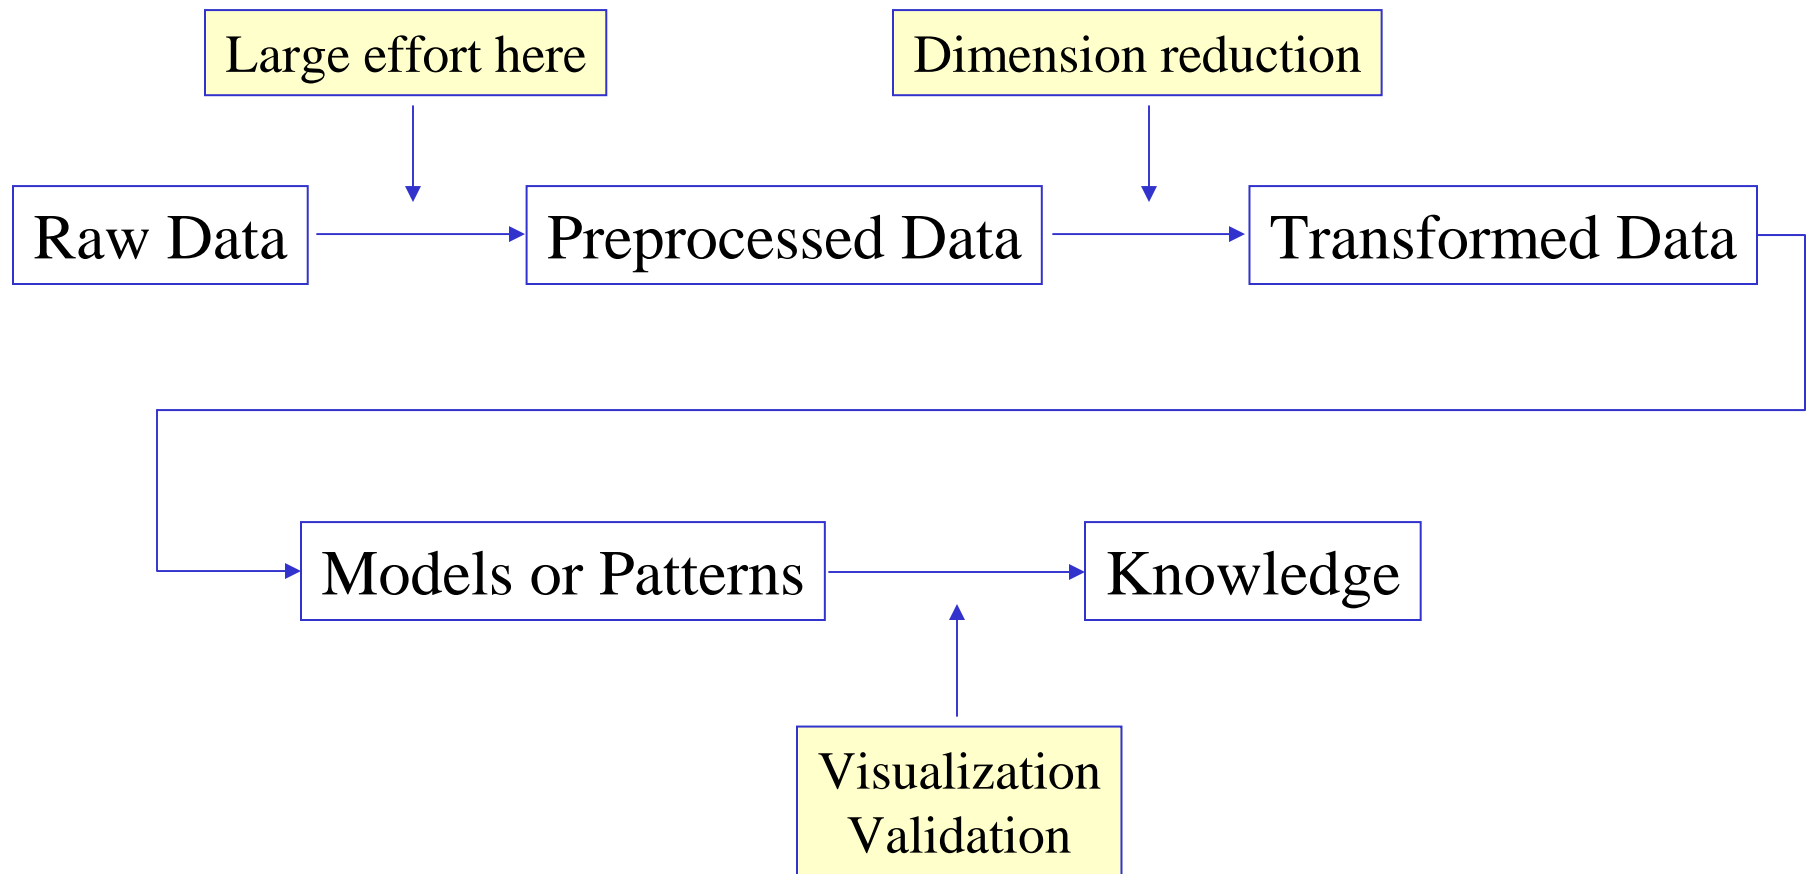 Large effort here
Dimension reduction
Raw Data
Preprocessed Data
Transformed Data
Models or Patterns
Knowledge
Visualization
Validation